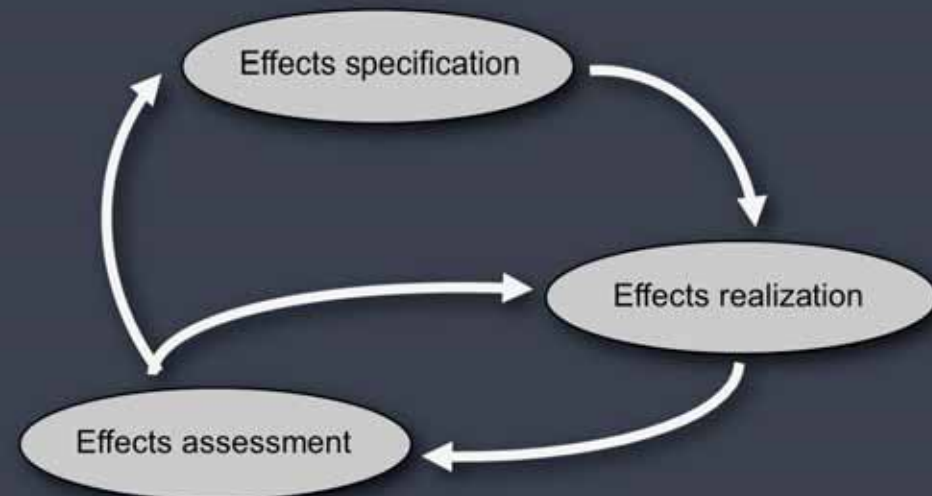 Effects specification
Effects realization
Effects assessment